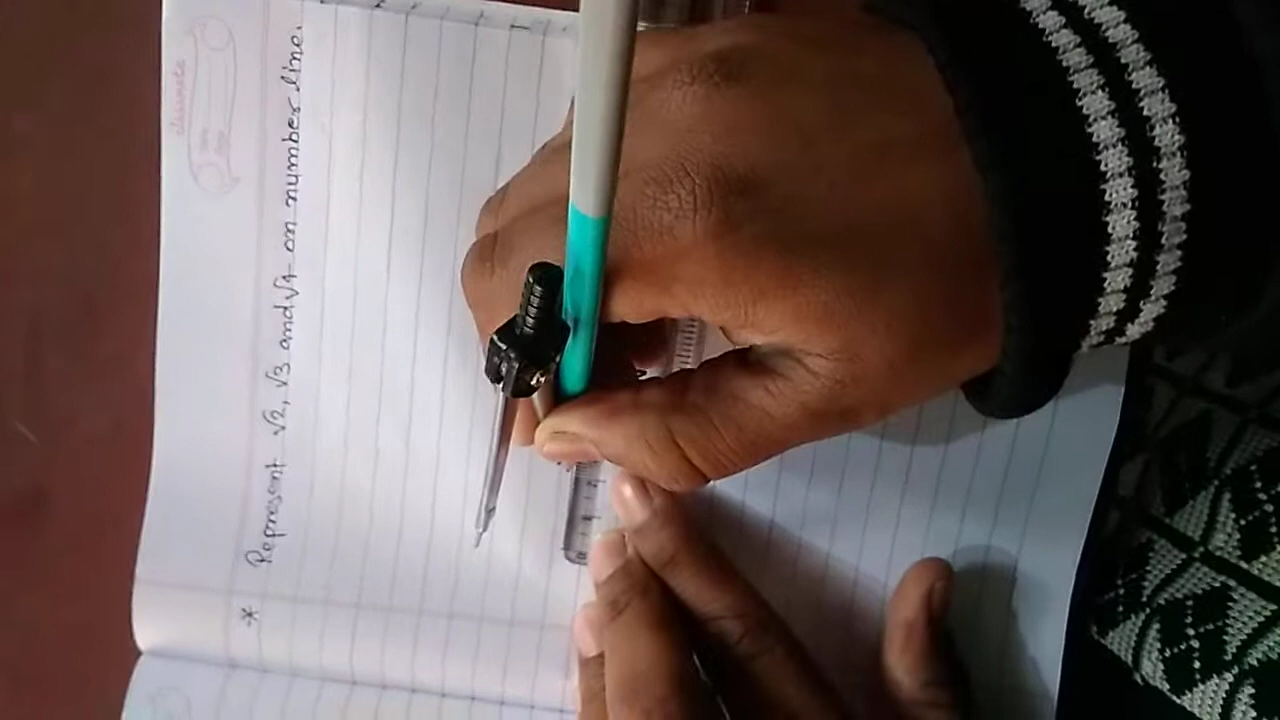 * Represent √2, √3 and √4 on number line.